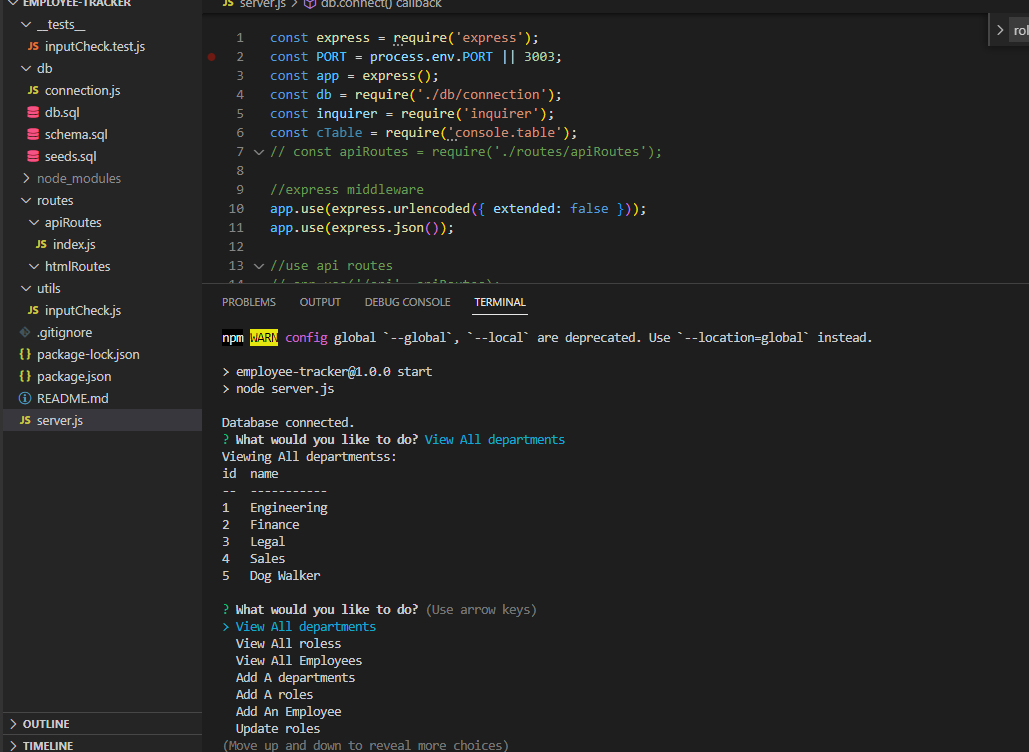 EMPLOYEE-TRACKER
__tests__
JS inputCheck.test.js
db
JS connection.js
db.sql
schema.sql
seeds.sql
node_modules
routes
apiRoutes
JS index.js
htmlRoutes
utils
JS inputCheck.js
.gitignore
{} package-lock.json
{} package.json
README.md
JS server.js
OUTLINE
TIMELINE
JS server.js > db.connect() callback
1 const express = require('express');
2 const PORT = process.env.PORT || 3003;
3 const app = express();
4 const db = require('./db/connection');
5 const inquirer = require('inquirer');
6 const cTable = require('console.table');
7 // const apiRoutes = require('./routes/apiRoutes');
8
9 //express middleware
10 app.use(express.urlencoded({ extended: false }));
11 app.use(express.json());
12
13 //use api routes
14 // app.use('/api', apiRoutes);
> rol
PROBLEMS OUTPUT DEBUG CONSOLE TERMINAL
npm WARN config global `--global`, `--local` are deprecated. Use `--location=global` instead.
> employee-tracker@1.0.0 start
> node server.js
Database connected.
? What would you like to do? View All departments
Viewing All departmentss:
id name
-- -----------
1 Engineering
2 Finance
3 Legal
4 Sales
5 Dog Walker
? What would you like to do? (Use arrow keys)
> View All departments
View All roless
View All Employees
Add A departments
Add A roles
Add An Employee
Update roles
(Move up and down to reveal more choices)